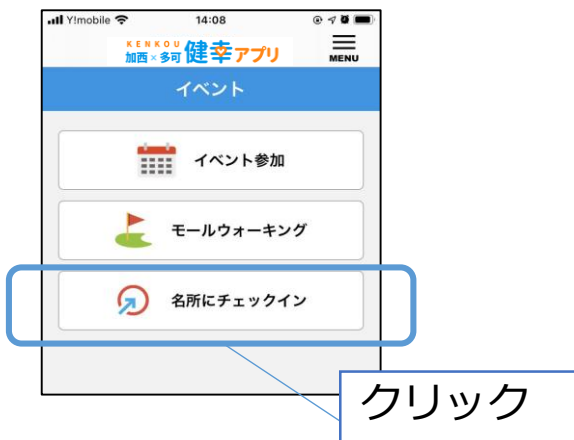 Y!mobile 14:08
KENKOU
加西×多可 健幸アプリ
MENU
イベント
イベント参加
モールウォーキング
名所にチェックイン
クリック